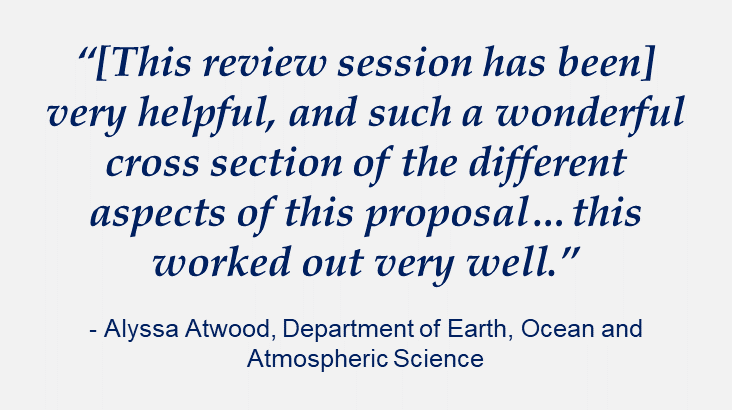 “[This review session has been]
very helpful, and such a wonderful
cross section of the different
aspects of this proposal…this
worked out very well.”
- Alyssa Atwood, Department of Earth, Ocean and
Atmospheric Science